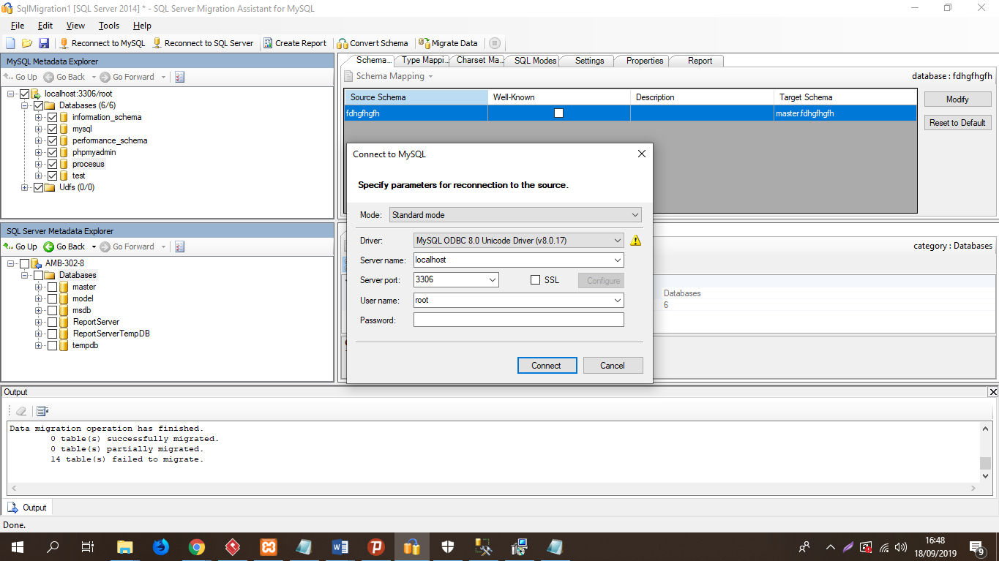 SqlMigration1 [SQL Server 2014] * - SQL Server Migration Assistant for MySQL
File Edit View Tools Help
Reconnect to MySQL Reconnect to SQL Server Create Report Convert Schema Migrate Data
MySQL Metadata Explorer
Go Up Go Back Go Forward
localhost:3306/root
Databases (6/6)
information_schema
mysql
performance_schema
phpmyadmin
procesus
test
Udfs (0/0)
Schema... Type Mappi... Charset Ma... SQL Modes Settings Properties Report
Schema Mapping database : fdhgfhgfh
Source Schema Well-Known Description Target Schema
fdhgfhgfh master.fdhgfhgfh
Modify
Reset to Default
SQL Server Metadata Explorer
Go Up Go Back Go Forward
AMB-302-8
Databases
master
model
msdb
ReportServer
ReportServerTempDB
tempdb
category : Databases
Databases
6
Connect to MySQL
Specify parameters for reconnection to the source.
Mode: Standard mode
Driver: MySQL ODBC 8.0 Unicode Driver (v8.0.17)
Server name: localhost
Server port: 3306 SSL Configure
User name: root
Password:
Connect Cancel
Output
Data migration operation has finished.
0 table(s) successfully migrated.
0 table(s) partially migrated.
14 table(s) failed to migrate.
Output
Done.
16:48
18/09/2019
9